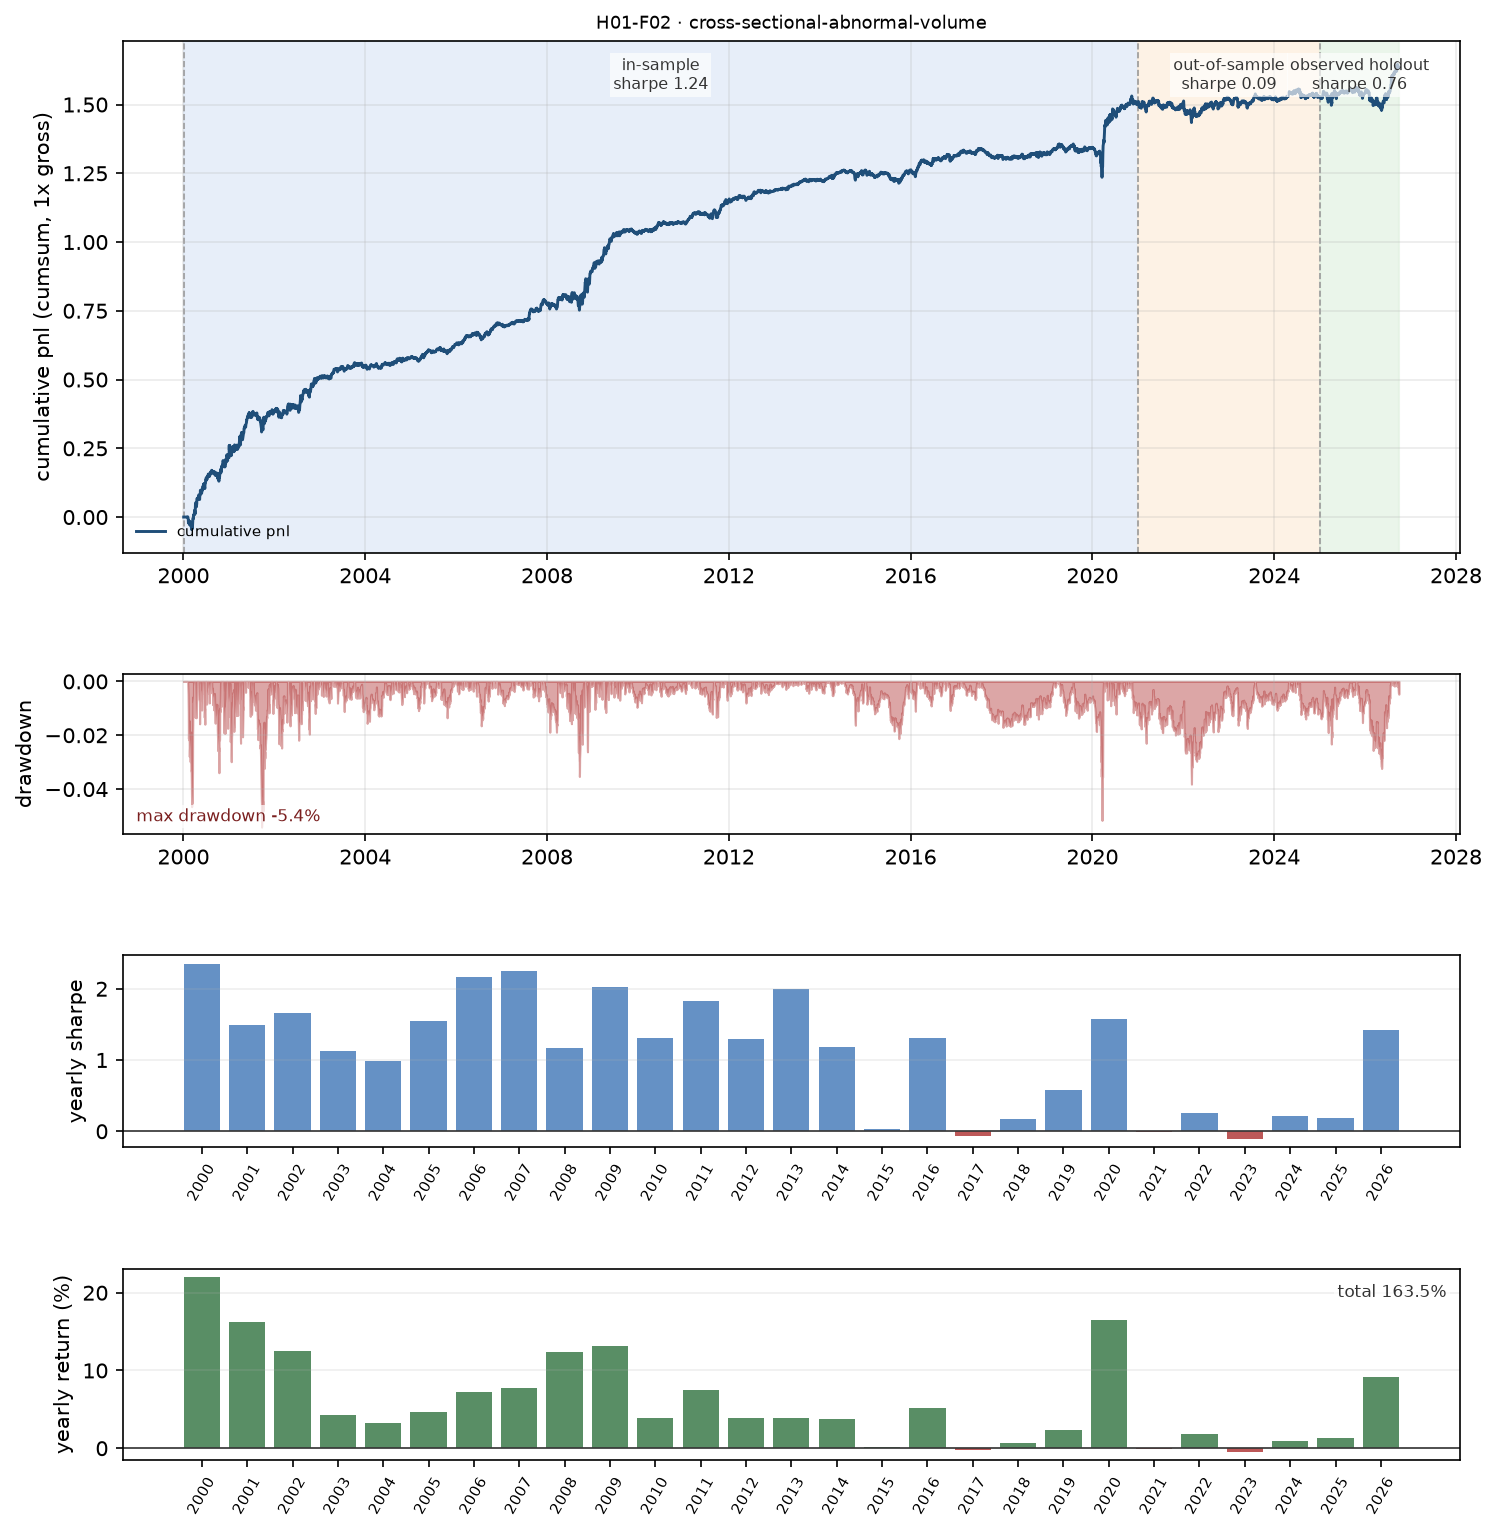 H01-F02 · cross-sectional-abnormal-volume
cumulative pnl (cumsum, 1x gross)
1.50
1.25
1.00
0.75
0.50
0.25
0.00
in-sample
sharpe 1.24
out-of-sample
sharpe 0.09
observed holdout
sharpe 0.76
cumulative pnl
2000 2004 2008 2012 2016 2020 2024 2028
drawdown
0.00
−0.02
−0.04
max drawdown -5.4%
2000 2004 2008 2012 2016 2020 2024 2028
yearly sharpe
2
1
0
2000 2001 2002 2003 2004 2005 2006 2007 2008 2009 2010 2011 2012 2013 2014 2015 2016 2017 2018 2019 2020 2021 2022 2023 2024 2025 2026
yearly return (%)
20
10
0
total 163.5%
2000 2001 2002 2003 2004 2005 2006 2007 2008 2009 2010 2011 2012 2013 2014 2015 2016 2017 2018 2019 2020 2021 2022 2023 2024 2025 2026